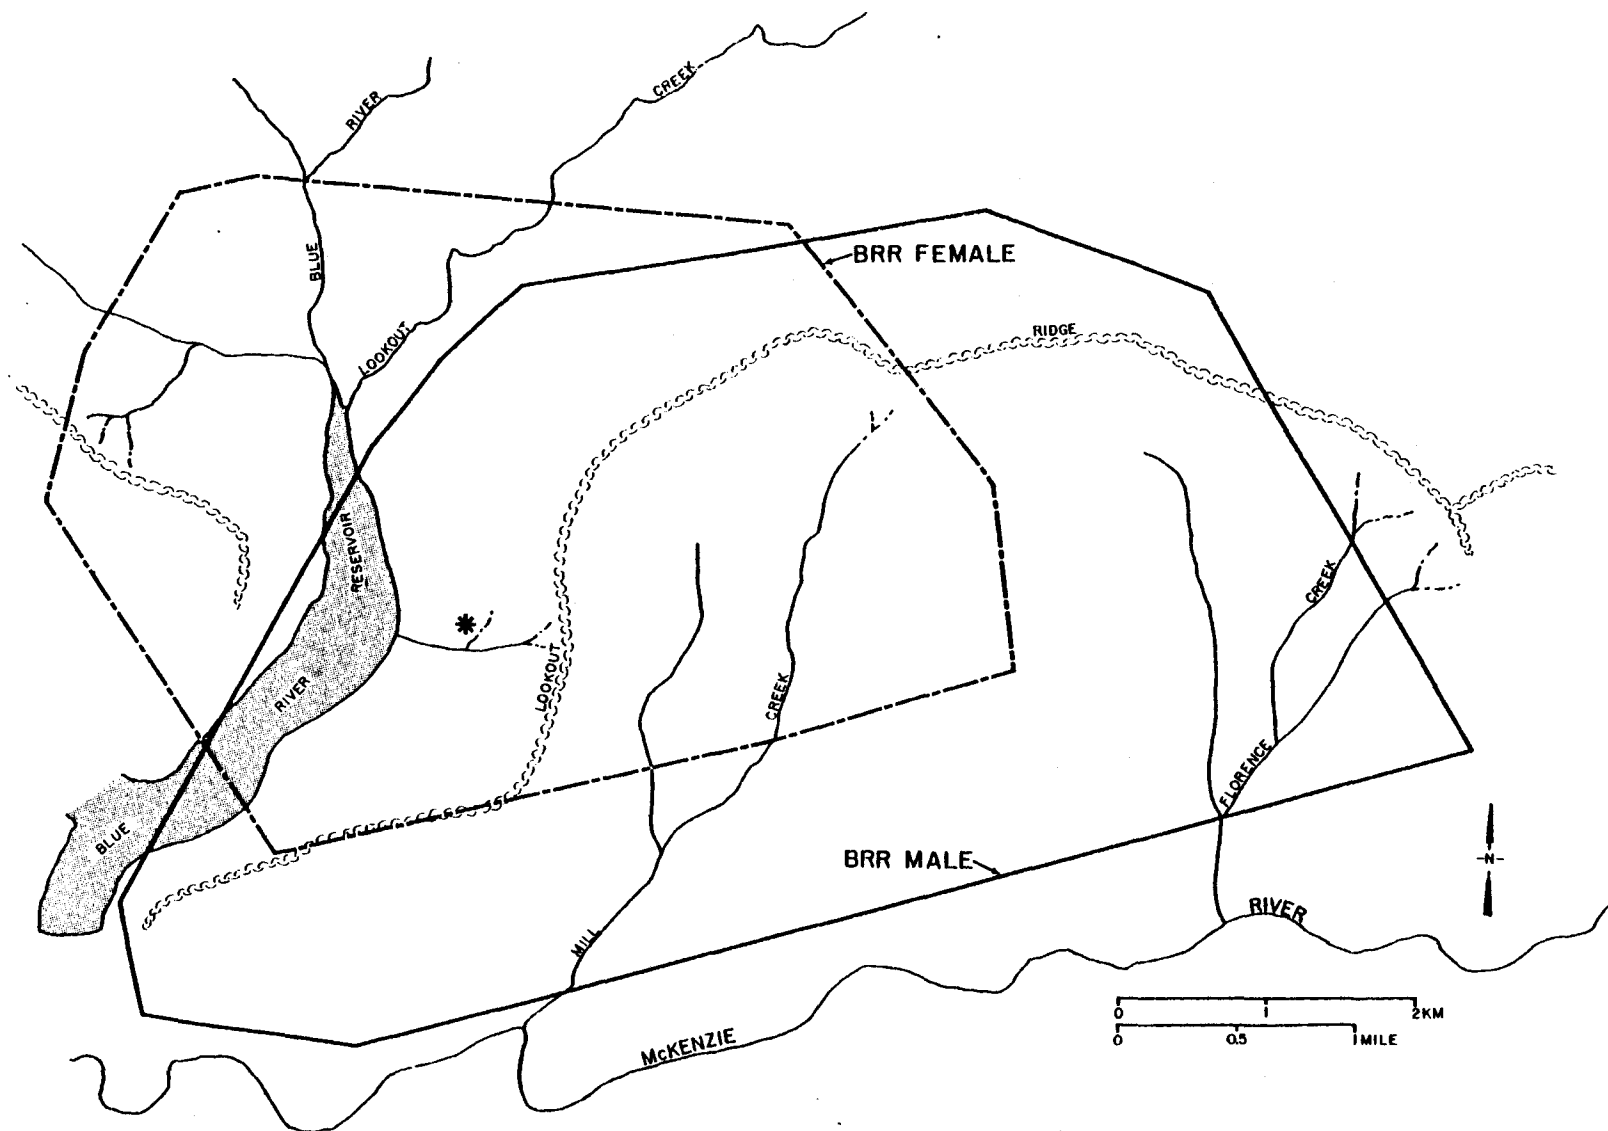 CREEK
RIVER
BLUE
BRR FEMALE
LOOKOUT
RIDGE
RESERVOIR
CREEK
LOOKOUT
RIVER
CREEK
FLORENCE
BLUE
BRR MALE
-N-
RIVER
MILL
McKENZIE
0 1 2KM
0 0.5 1MILE